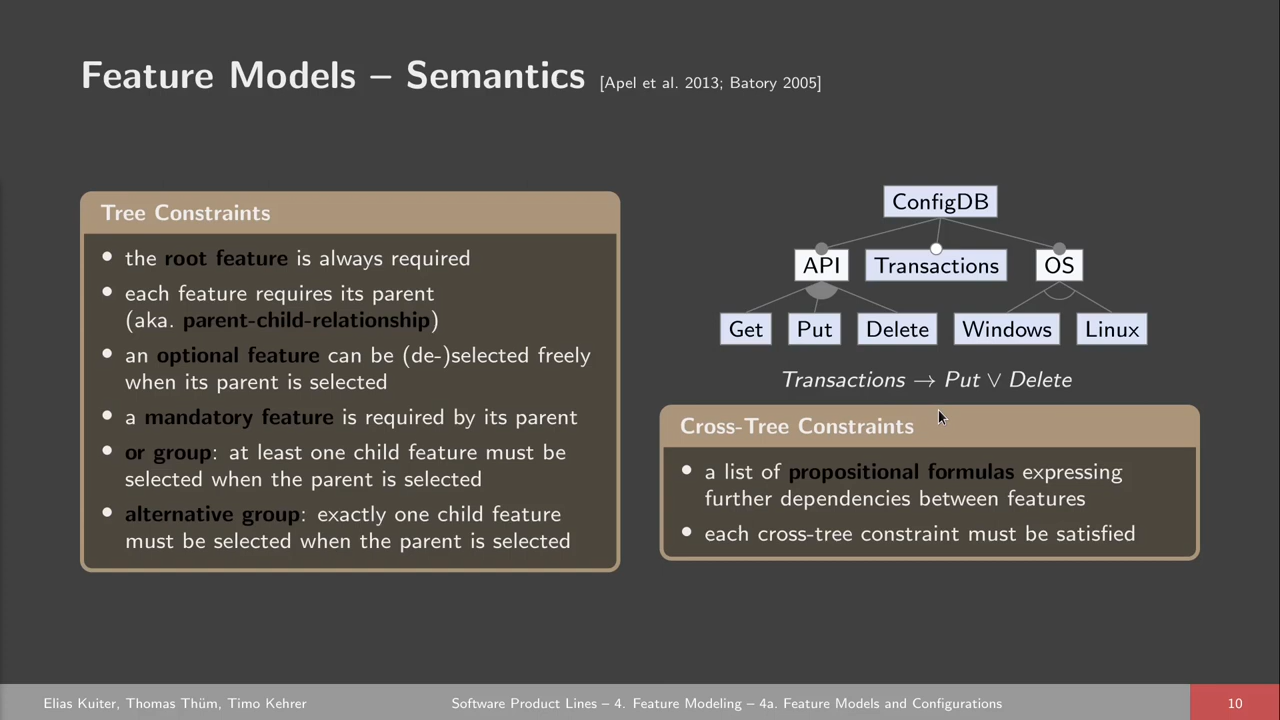 Feature Models – Semantics [Apel et al. 2013; Batory 2005]
Tree Constraints
• the root feature is always required
• each feature requires its parent
(aka. parent-child-relationship)
• an optional feature can be (de-)selected freely
when its parent is selected
• a mandatory feature is required by its parent
• or group: at least one child feature must be
selected when the parent is selected
• alternative group: exactly one child feature
must be selected when the parent is selected
ConfigDB
API Transactions OS
Get Put Delete Windows Linux
Transactions → Put ∨ Delete
Cross-Tree Constraints
• a list of propositional formulas expressing
further dependencies between features
• each cross-tree constraint must be satisfied
Elias Kuiter, Thomas Thüm, Timo Kehrer Software Product Lines – 4. Feature Modeling – 4a. Feature Models and Configurations 10